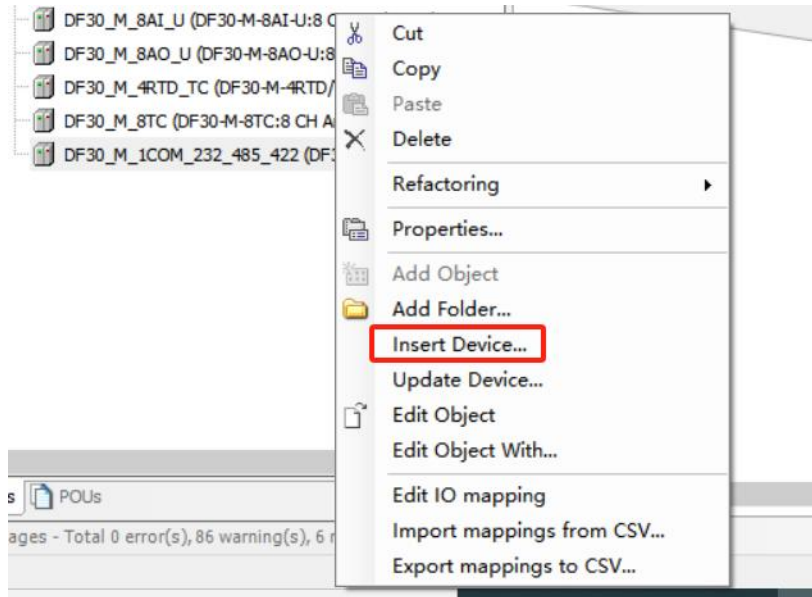 DF30_M_8AI_U (DF30-M-8AI-U:8 C
DF30_M_8AO_U (DF30-M-8AO-U:8
DF30_M_4RTD_TC (DF30-M-4RTD/
DF30_M_8TC (DF30-M-8TC:8 CH A
DF30_M_1COM_232_485_422 (DF3
Cut
Copy
Paste
Delete
Refactoring
Properties...
Add Object
Add Folder...
Insert Device...
Update Device...
Edit Object
Edit Object With...
Edit IO mapping
Import mappings from CSV...
Export mappings to CSV...
s POUs
ages - Total 0 error(s), 86 warning(s), 6